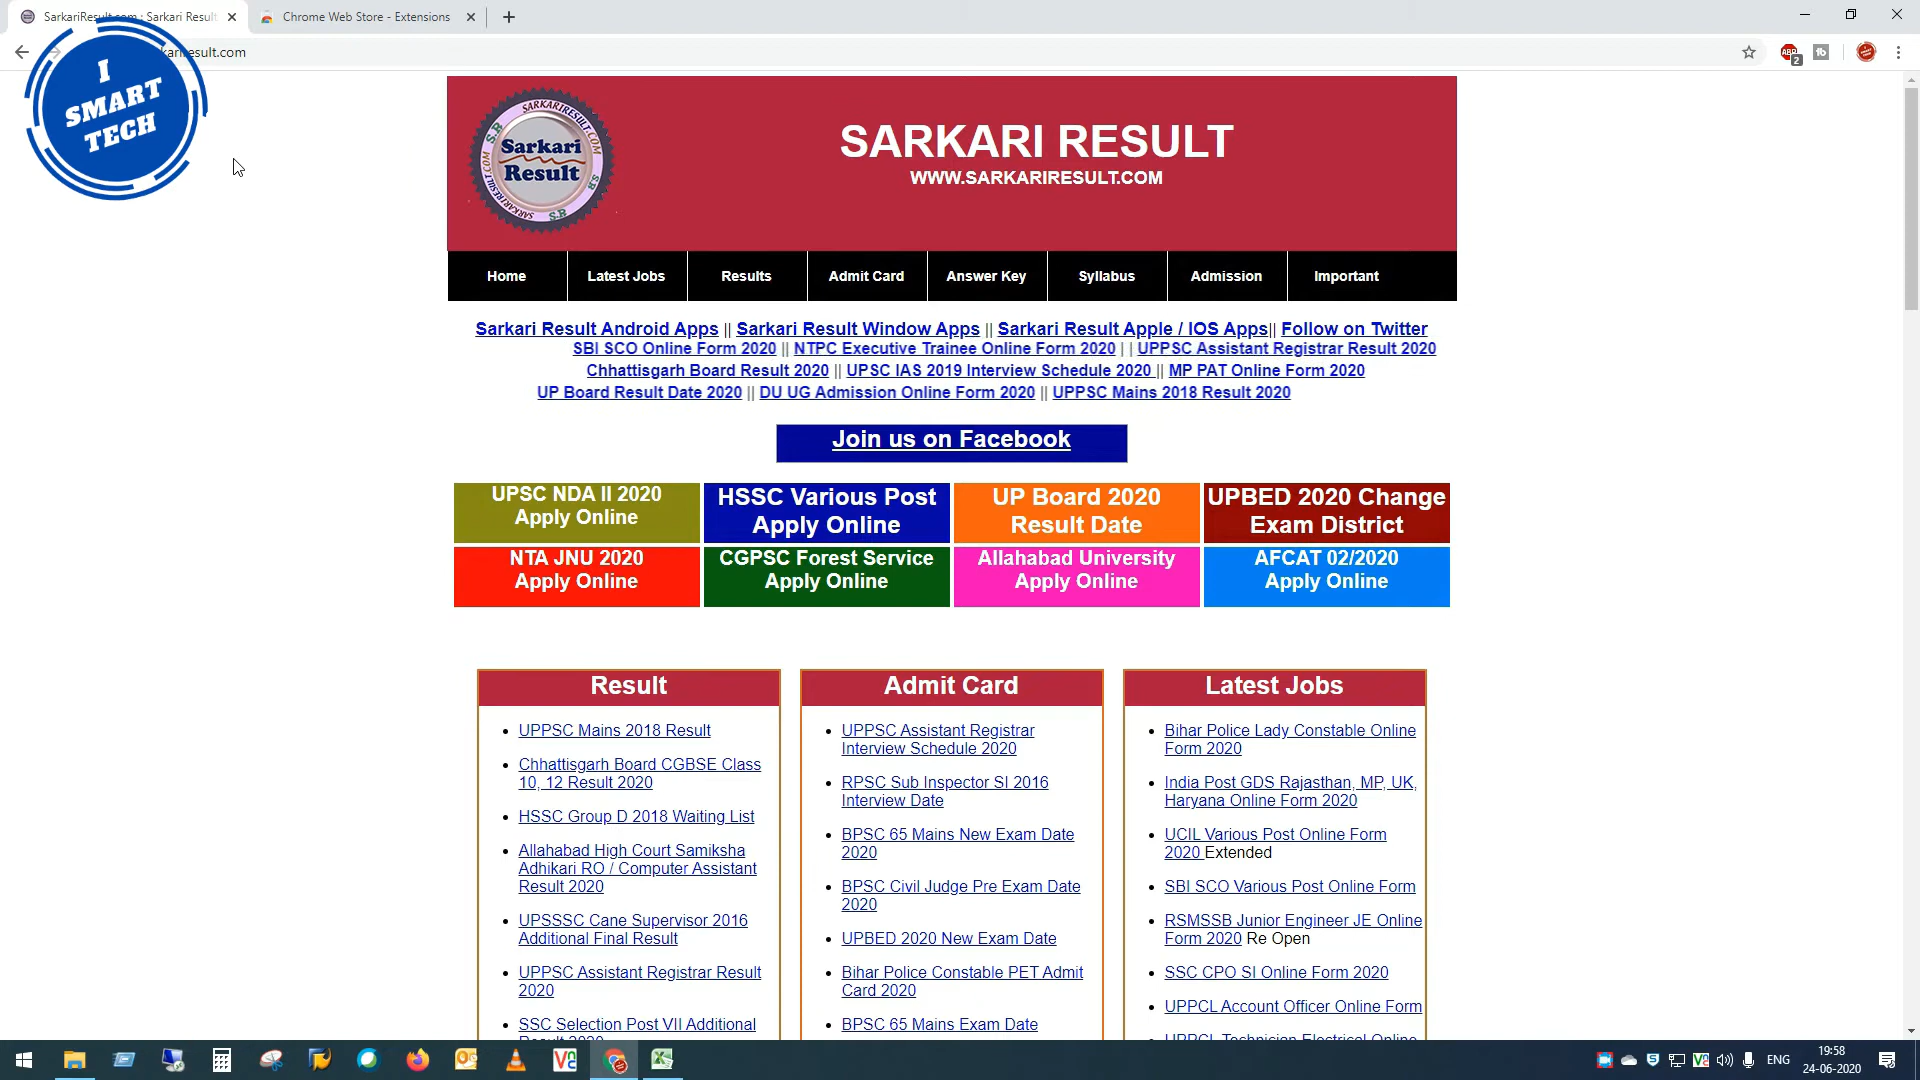 SarkariResult.com : Sarkari Result
Chrome Web Store - Extensions
karriresult.com
ABP
2
I
SMART
TECH
SARKARIRESULT.COM
S.R
Sarkari
Result
SARKARI RESULT
WWW.SARKARIRESULT.COM
Home
Latest Jobs
Results
Admit Card
Answer Key
Syllabus
Admission
Important
Sarkari Result Android Apps || Sarkari Result Window Apps || Sarkari Result Apple / IOS Apps|| Follow on Twitter
SBI SCO Online Form 2020 || NTPC Executive Trainee Online Form 2020 | | UPPSC Assistant Registrar Result 2020
Chhattisgarh Board Result 2020 || UPSC IAS 2019 Interview Schedule 2020 || MP PAT Online Form 2020
UP Board Result Date 2020 || DU UG Admission Online Form 2020 || UPPSC Mains 2018 Result 2020
Join us on Facebook
UPSC NDA II 2020
Apply Online
HSSC Various Post
Apply Online
UP Board 2020
Result Date
UPBED 2020 Change
Exam District
NTA JNU 2020
Apply Online
CGPSC Forest Service
Apply Online
Allahabad University
Apply Online
AFCAT 02/2020
Apply Online
Result
UPPSC Mains 2018 Result
Chhattisgarh Board CGBSE Class
10, 12 Result 2020
HSSC Group D 2018 Waiting List
Allahabad High Court Samiksha
Adhikari RO / Computer Assistant
Result 2020
UPSSSC Cane Supervisor 2016
Additional Final Result
UPPSC Assistant Registrar Result
2020
SSC Selection Post VII Additional
Result 2020
Admit Card
UPPSC Assistant Registrar
Interview Schedule 2020
RPSC Sub Inspector SI 2016
Interview Date
BPSC 65 Mains New Exam Date
2020
BPSC Civil Judge Pre Exam Date
2020
UPBED 2020 New Exam Date
Bihar Police Constable PET Admit
Card 2020
BPSC 65 Mains Exam Date
Latest Jobs
Bihar Police Lady Constable Online
Form 2020
India Post GDS Rajasthan, MP, UK,
Haryana Online Form 2020
UCIL Various Post Online Form
2020 Extended
SBI SCO Various Post Online Form
RSMSSB Junior Engineer JE Online
Form 2020 Re Open
SSC CPO SI Online Form 2020
UPPCL Account Officer Online Form
UPPCL Technician Electrical Online
ENG
19:58
24-06-2020